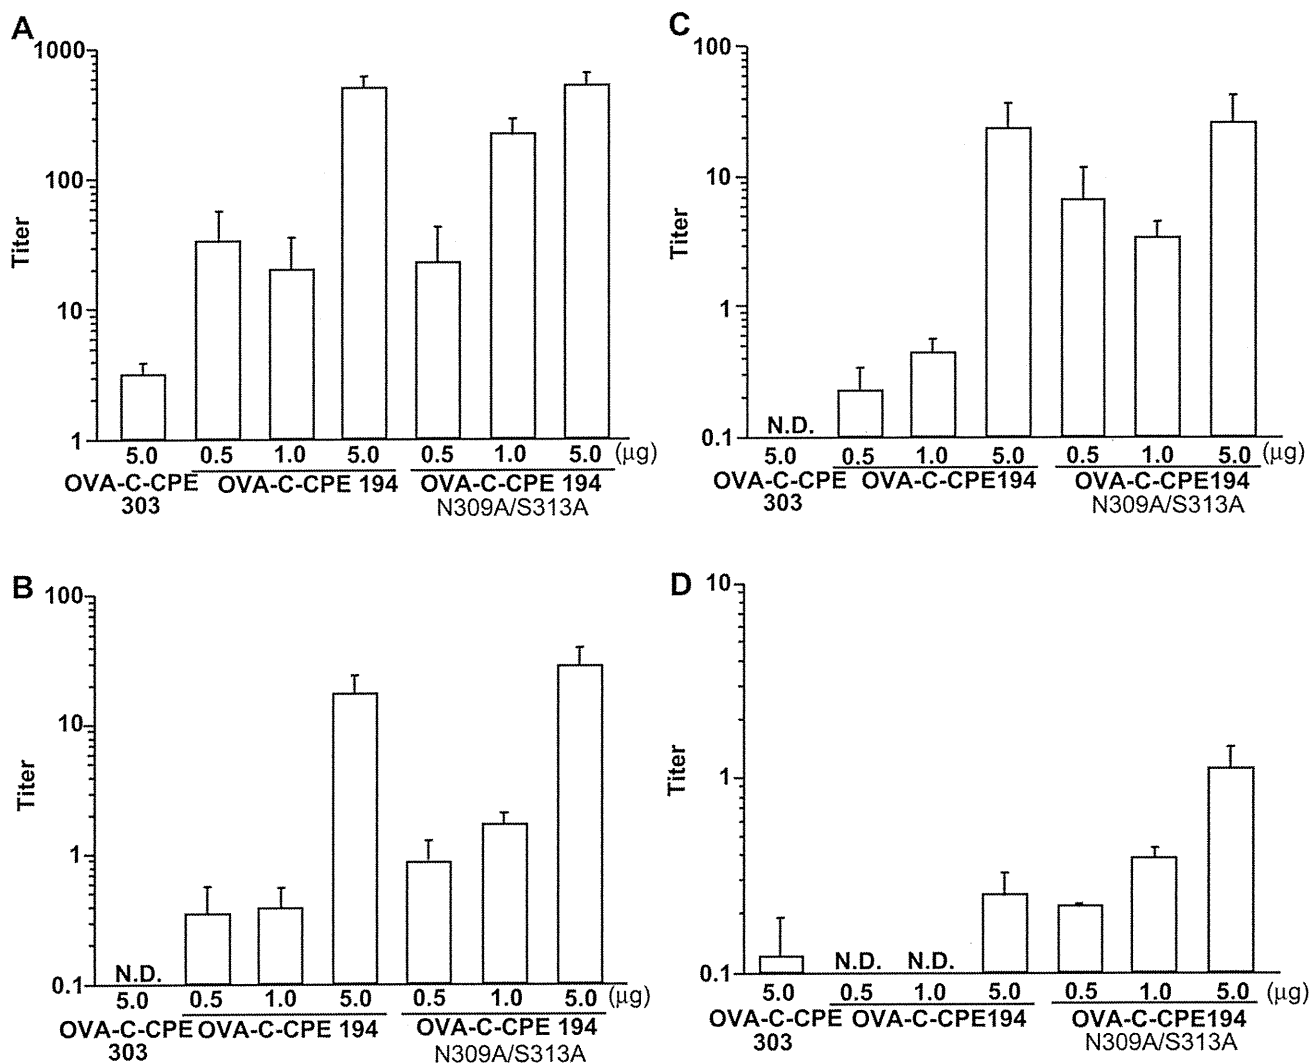 A
1000
100
10
1
Titer
5.0 0.5 1.0 5.0 0.5 1.0 5.0 (μg)
OVA-C-CPE OVA-C-CPE 194 OVA-C-CPE 194
303 N309A/S313A
C
100
10
1
0.1
Titer
N.D.
5.0 0.5 1.0 5.0 0.5 1.0 5.0 (μg)
OVA-C-CPE OVA-C-CPE194 OVA-C-CPE194
303 N309A/S313A
B
100
10
1
0.1
Titer
N.D.
5.0 0.5 1.0 5.0 0.5 1.0 5.0 (μg)
OVA-C-CPE OVA-C-CPE 194 OVA-C-CPE 194
303 N309A/S313A
D
10
1
0.1
Titer
N.D. N.D.
5.0 0.5 1.0 5.0 0.5 1.0 5.0 (μg)
OVA-C-CPE OVA-C-CPE194 OVA-C-CPE194
303 N309A/S313A